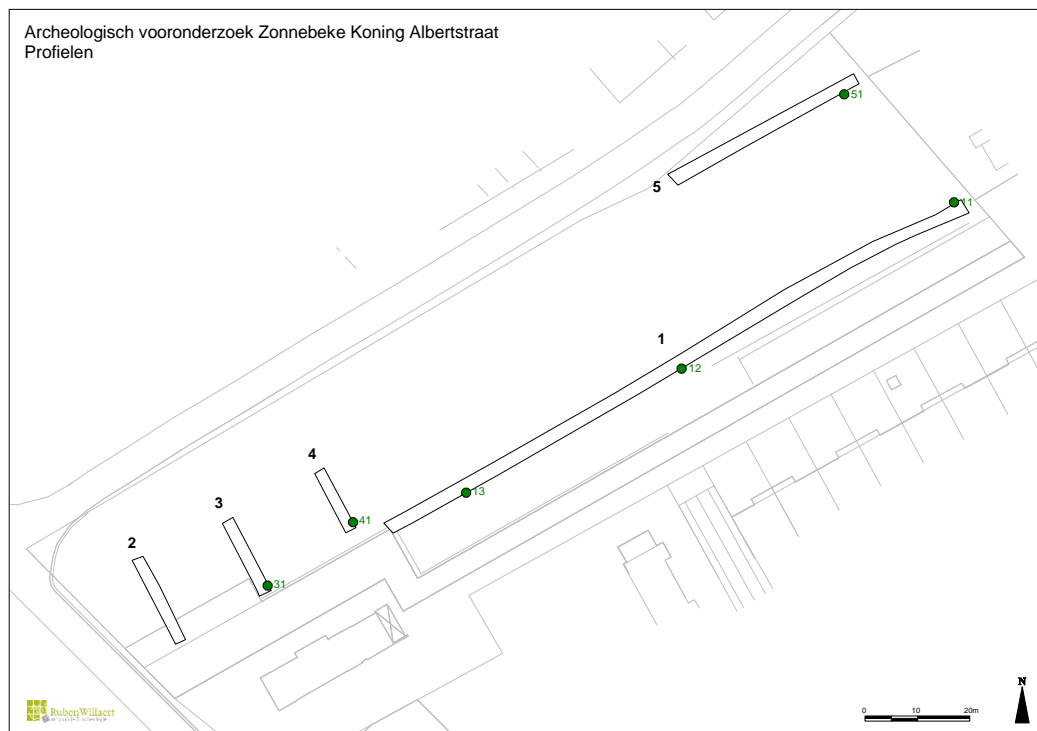 Archeologisch vooronderzoek Zonnebeke Koning Albertstraat
Profielen
51
5
11
1
12
4
13
3
41
2
31
RubenWillaert
N
0 10 20m